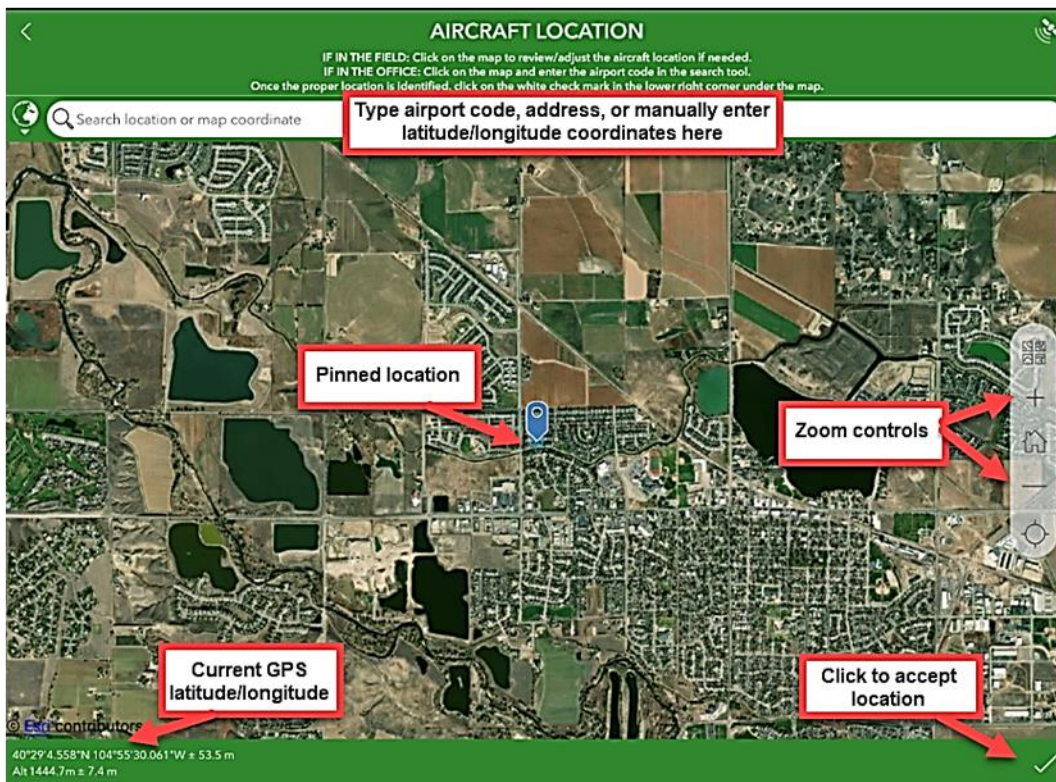 AIRCRAFT LOCATION
IF IN THE FIELD: Click on the map to review/adjust the aircraft location if needed.
IF IN THE OFFICE: Click on the map and enter the airport code in the search tool.
Once the proper location is identified, click on the white check mark in the lower right corner under the map.
Search location or map coordinate
Type airport code, address, or manually enter
latitude/longitude coordinates here
Pinned location
Zoom controls
Current GPS
latitude/longitude
Click to accept
location
© Esri contributors
40°29'4.558"N 104°55'30.061"W ± 53.5 m
Alt 1444.7m ± 7.4 m